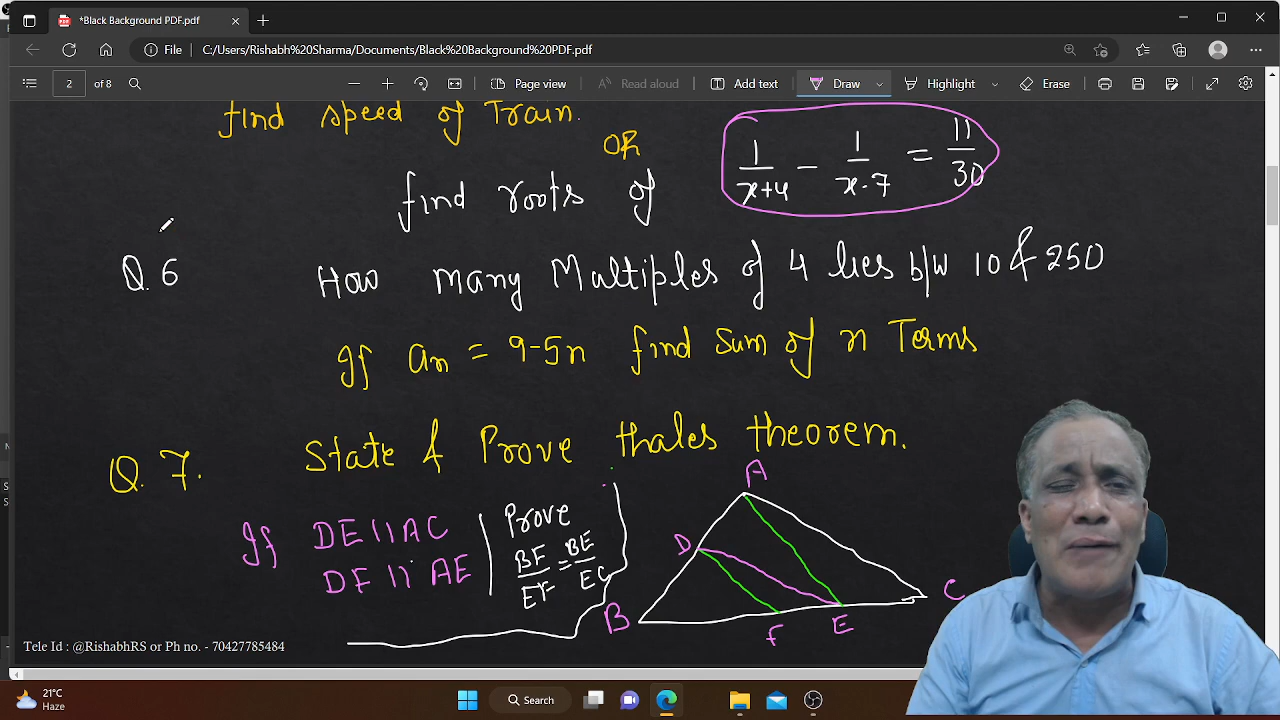 *Black Background PDF.pdf
File C:/Users/Rishabh%20Sharma/Documents/Black%20Background%20PDF.pdf
2 of 8 Page view Read aloud Add text Draw Highlight Erase
find speed of Train.
OR
find roots of 1/x+4 - 1/x-7 = 11/30
Q.6 How many Multiples of 4 lies b/w 10 & 250
If an = 9-5n find Sum of n Terms
Q.7. State & Prove thales theorem.
If DE || AC
DF || AE
Prove
BF/EF = BE/EC
A
D
B
F
E
C
Tele Id : @RishabhRS or Ph no. - 70427785484
21°C
Haze
Search